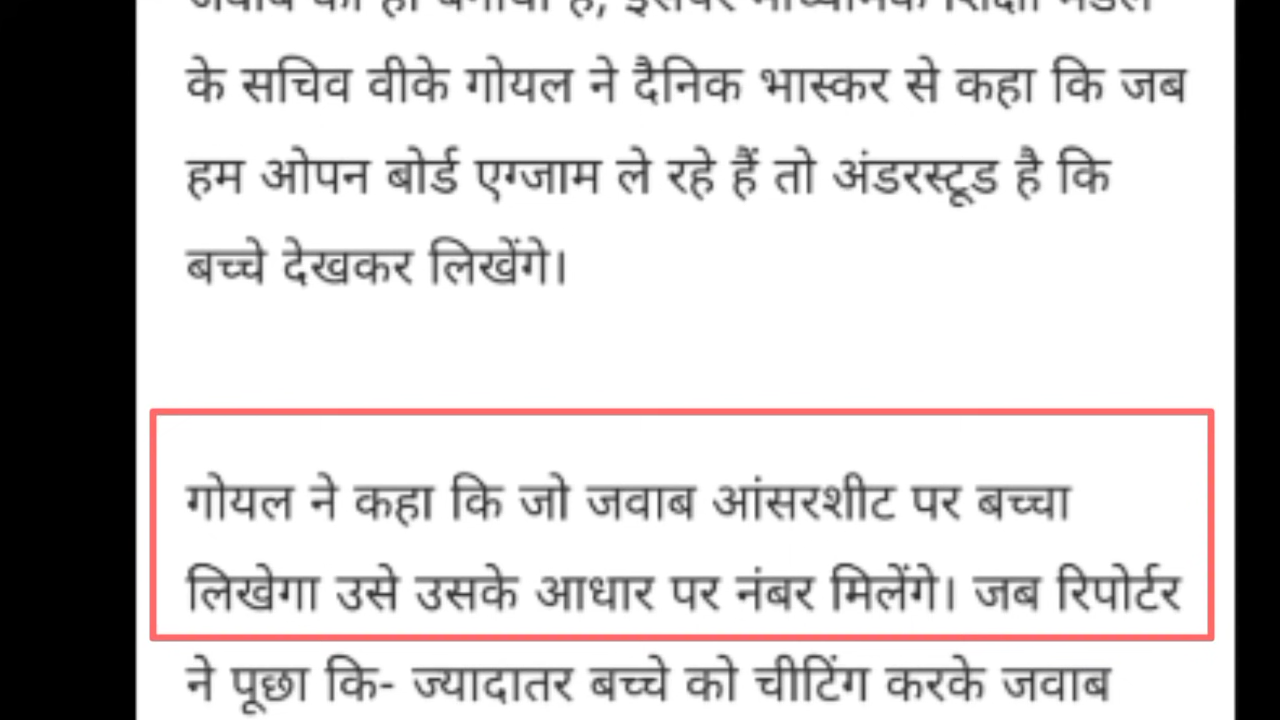 के सचिव वीके गोयल ने दैनिक भास्कर से कहा कि जब
हम ओपन बोर्ड एग्जाम ले रहे हैं तो अंडरस्टूड है कि
बच्चे देखकर लिखेंगे।
गोयल ने कहा कि जो जवाब आंसरशीट पर बच्चा
लिखेगा उसे उसके आधार पर नंबर मिलेंगे। जब रिपोर्टर
ने पूछा कि- ज्यादातर बच्चे को चीटिंग करके जवाब